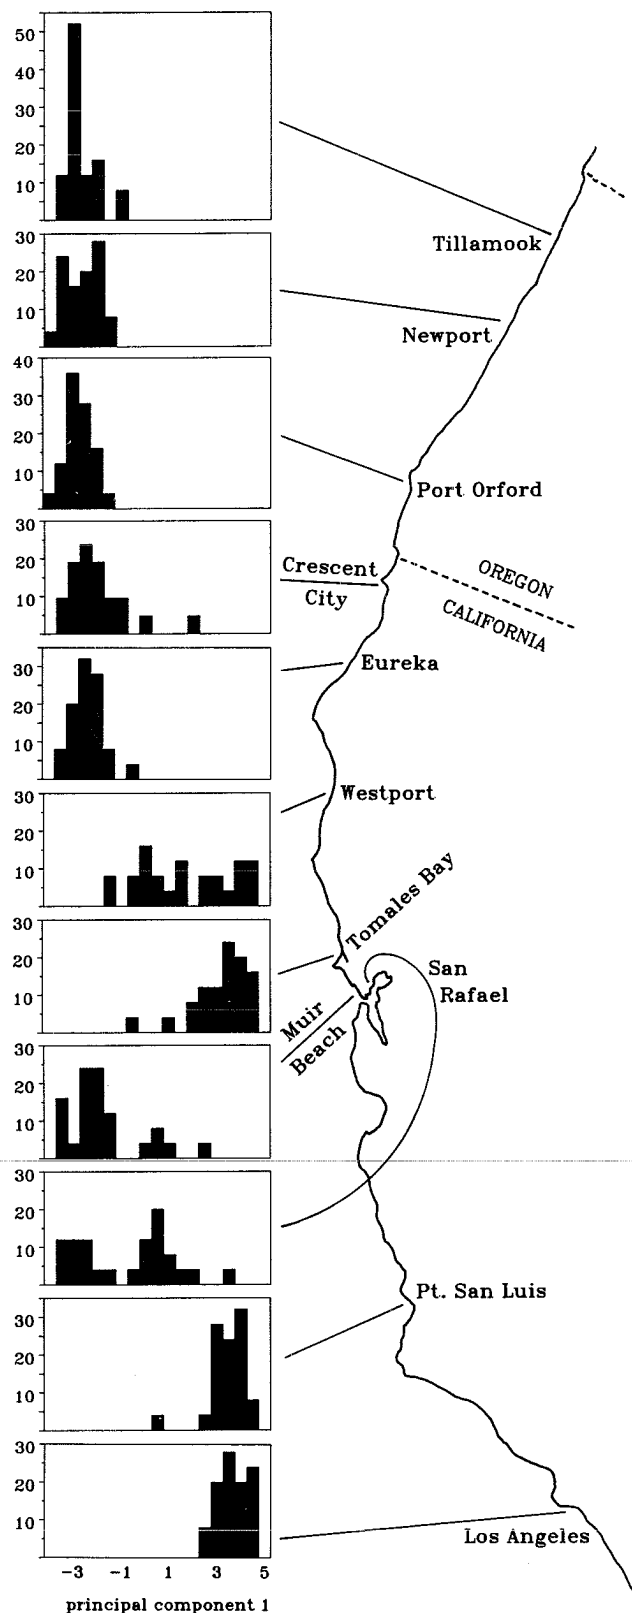 50
40
30
20
10
Tillamook
30
20
10
Newport
40
30
20
10
Port Orford
30
20
10
Crescent
City
OREGON
CALIFORNIA
30
20
10
Eureka
30
20
10
Westport
30
20
10
Tomales Bay
San
Rafael
Muir
Beach
30
20
10
30
20
10
30
20
10
Pt. San Luis
30
20
10
Los Angeles
-3 -1 1 3 5
principal component 1